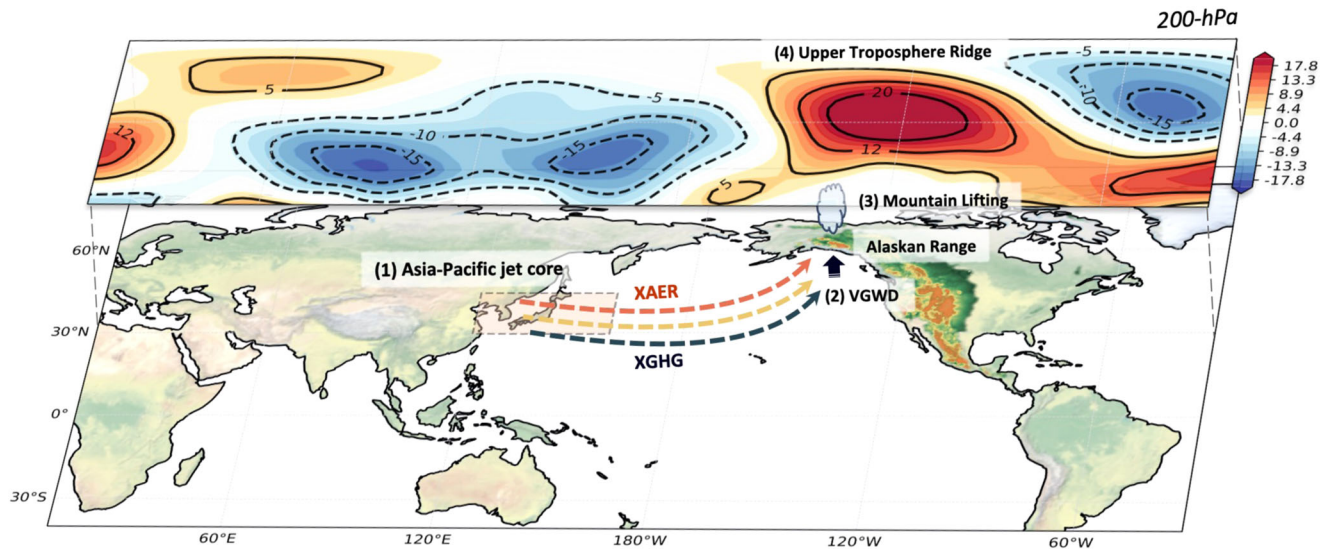 200-hPa
(4) Upper Troposphere Ridge
-5
5
-5
20
-10
12
-10
-15
-15
-15
12
5
17.8
13.3
8.9
4.4
0.0
-4.4
-8.9
-13.3
-17.8
(3) Mountain Lifting
60°N
Alaskan Range
(1) Asia-Pacific jet core
XAER
(2) VGWD
30°N
XGHG
0°
30°S
60°E
120°E
180°W
120°W
60°W